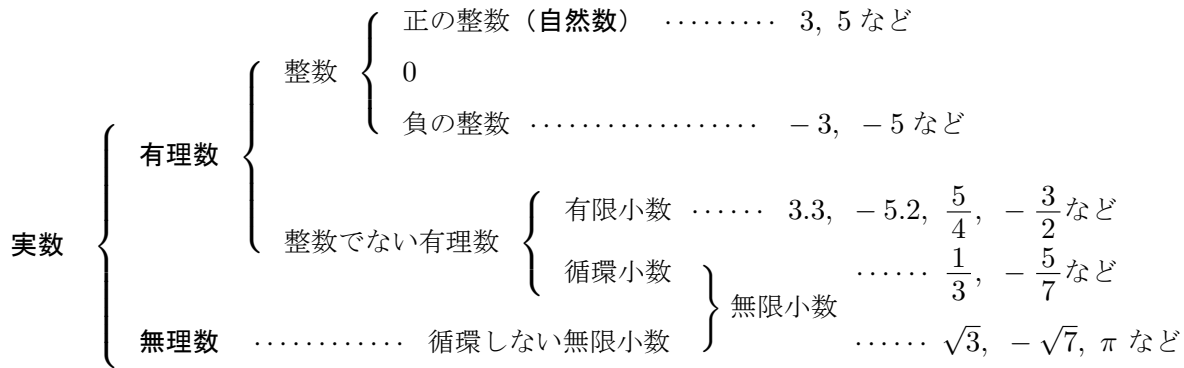 正の整数（自然数） ⋯⋯⋯ 3, 5 など
整数 0
負の整数 ⋯⋯⋯⋯⋯⋯ −3, −5 など
有理数
有限小数 ⋯⋯ 3.3, −5.2, 5/4, −3/2 など
実数 整数でない有理数
循環小数 ⋯⋯ 1/3, −5/7 など
無限小数
無理数 ⋯⋯⋯⋯ 循環しない無限小数 ⋯⋯ √3, −√7, π など